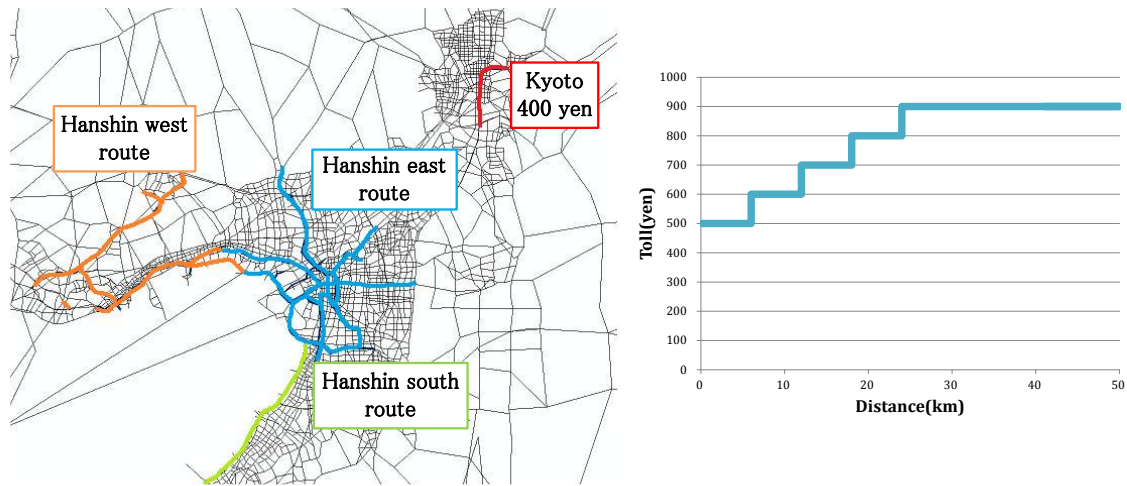 Kyoto
400 yen
Hanshin west
route
Hanshin east
route
Hanshin south
route
Toll(yen)
1000
900
800
700
600
500
400
300
200
100
0
0 10 20 30 40 50
Distance(km)